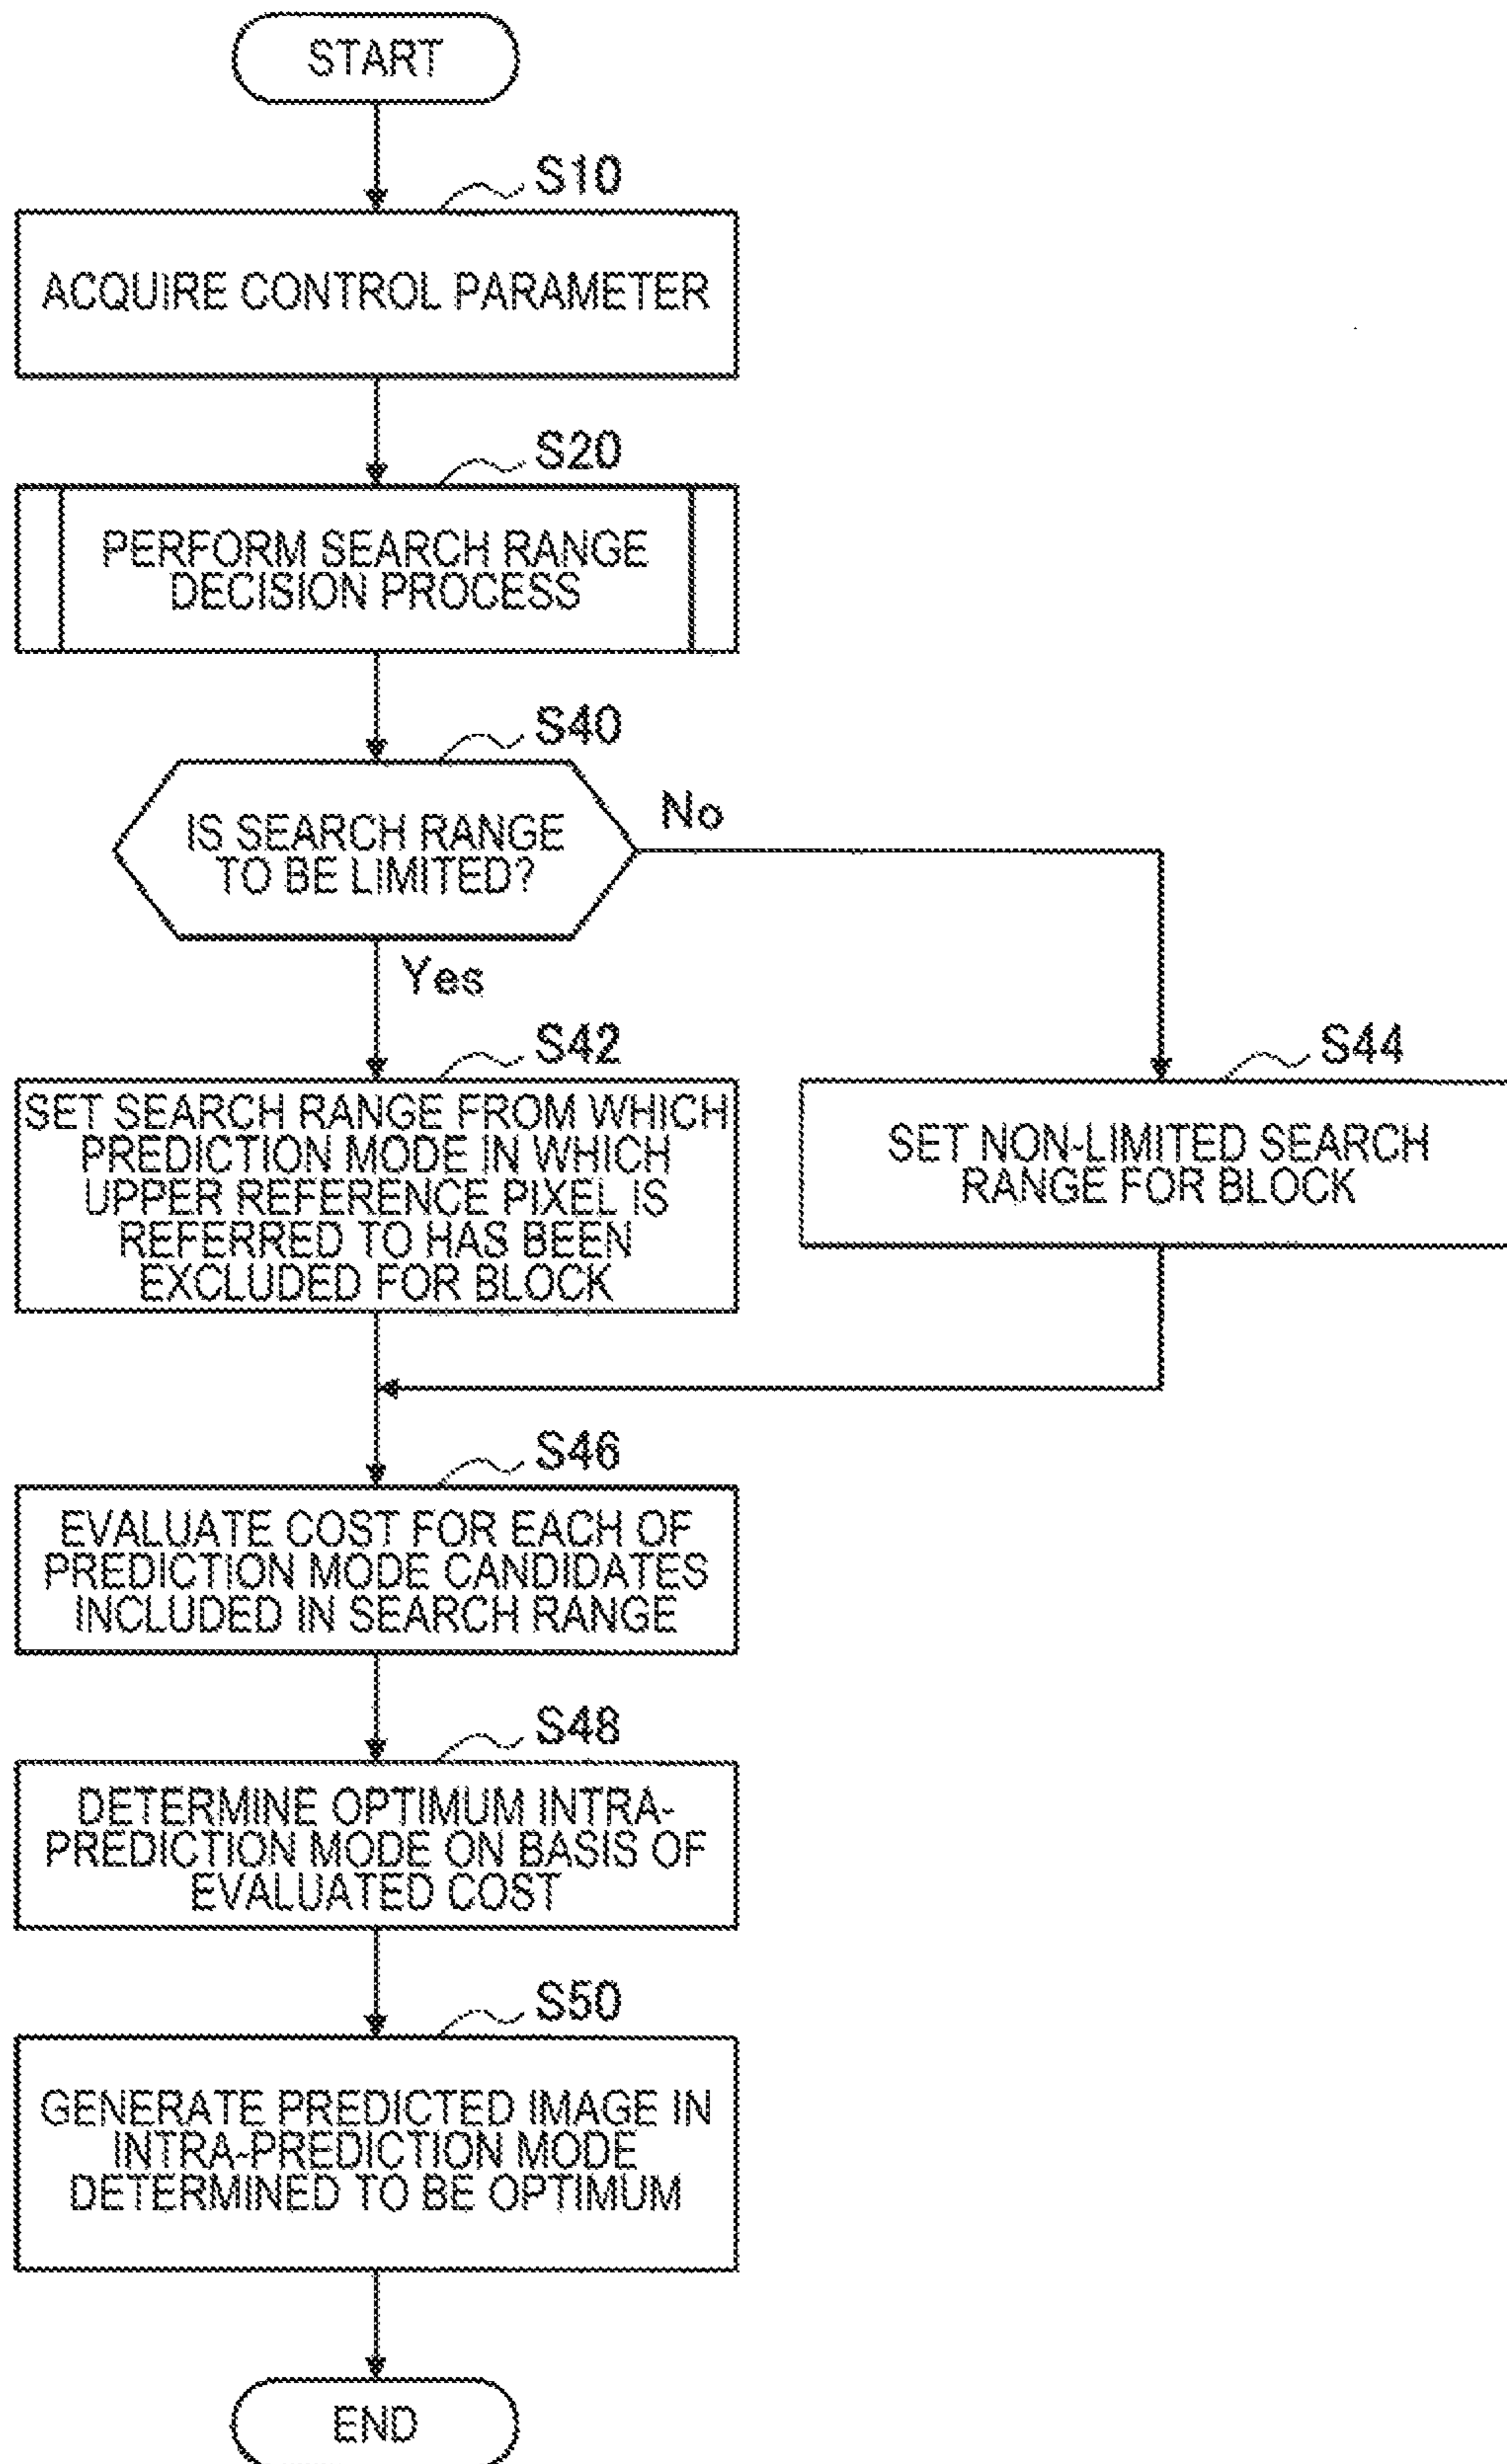 START
S10
ACQUIRE CONTROL PARAMETER
S20
PERFORM SEARCH RANGE
DECISION PROCESS
S40
IS SEARCH RANGE
TO BE LIMITED?
No
Yes
S42
SET SEARCH RANGE FROM WHICH
PREDICTION MODE IN WHICH
UPPER REFERENCE PIXEL IS
REFERRED TO HAS BEEN
EXCLUDED FOR BLOCK
S44
SET NON-LIMITED SEARCH
RANGE FOR BLOCK
S46
EVALUATE COST FOR EACH OF
PREDICTION MODE CANDIDATES
INCLUDED IN SEARCH RANGE
S48
DETERMINE OPTIMUM INTRA-
PREDICTION MODE ON BASIS OF
EVALUATED COST
S50
GENERATE PREDICTED IMAGE IN
INTRA-PREDICTION MODE
DETERMINED TO BE OPTIMUM
END